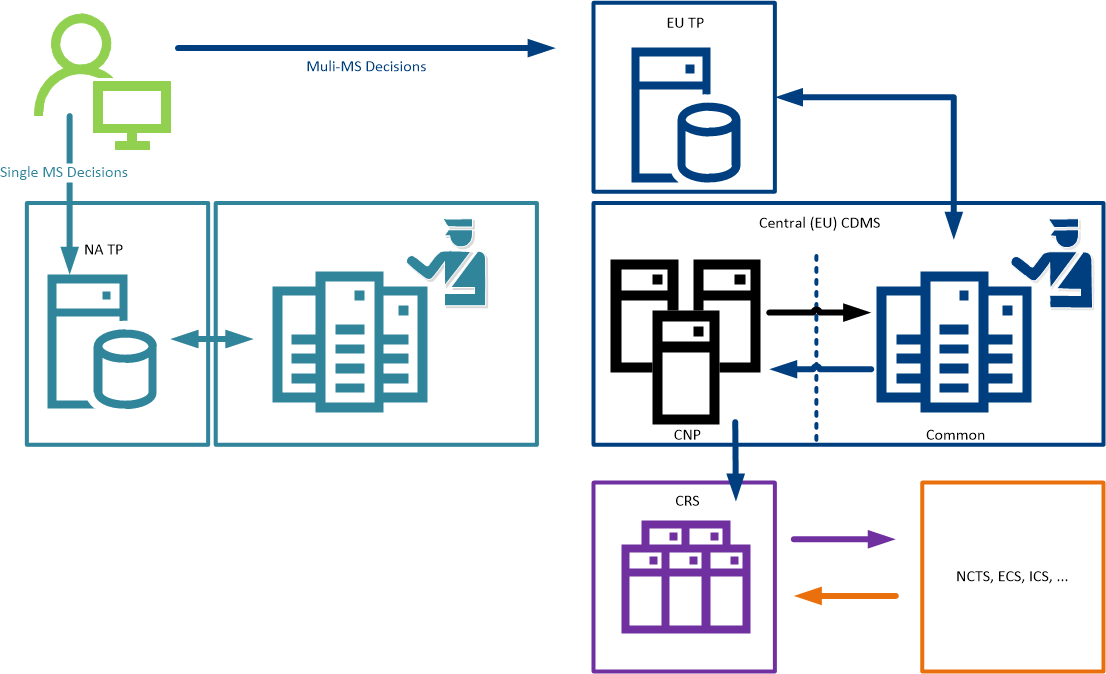 EU TP
Muli-MS Decisions
Single MS Decisions
NA TP
Central (EU) CDMS
CNP
Common
CRS
NCTS, ECS, ICS, ...